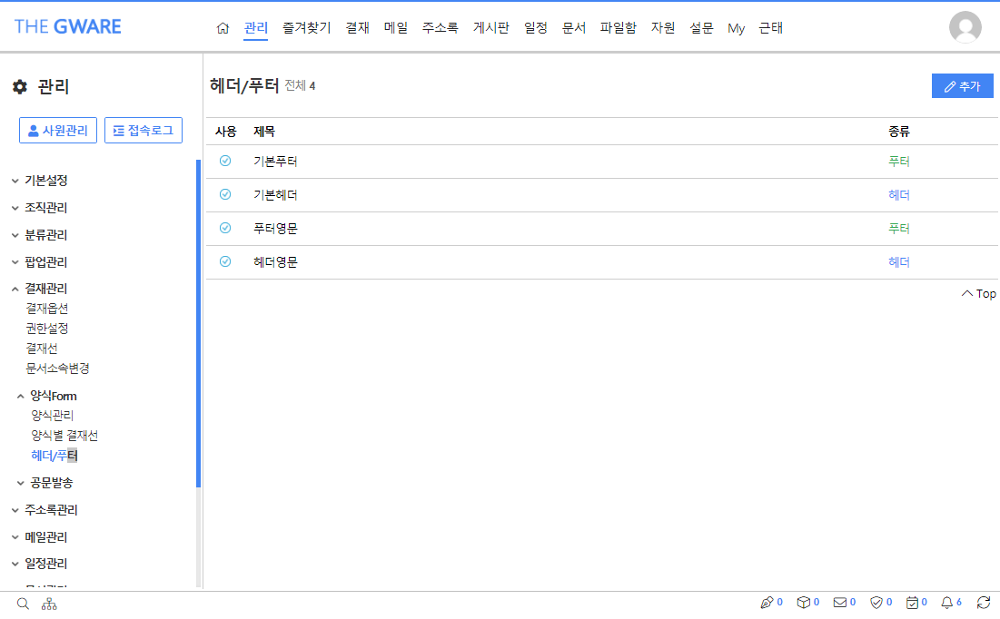 THE GWARE
관리 즐겨찾기 결재 메일 주소록 게시판 일정 문서 파일함 자원 설문 My 근태
관리
사원관리 접속로그
기본설정
조직관리
분류관리
팝업관리
결재관리
결재옵션
권한설정
결재선
문서소속변경
양식Form
양식관리
양식별 결재선
헤더/푸터
공문발송
주소록관리
메일관리
일정관리
헤더/푸터 전체 4
추가
사용 제목 종류
기본푸터 푸터
기본헤더 헤더
푸터영문 푸터
헤더영문 헤더
Top
0 0 0 0 0 6